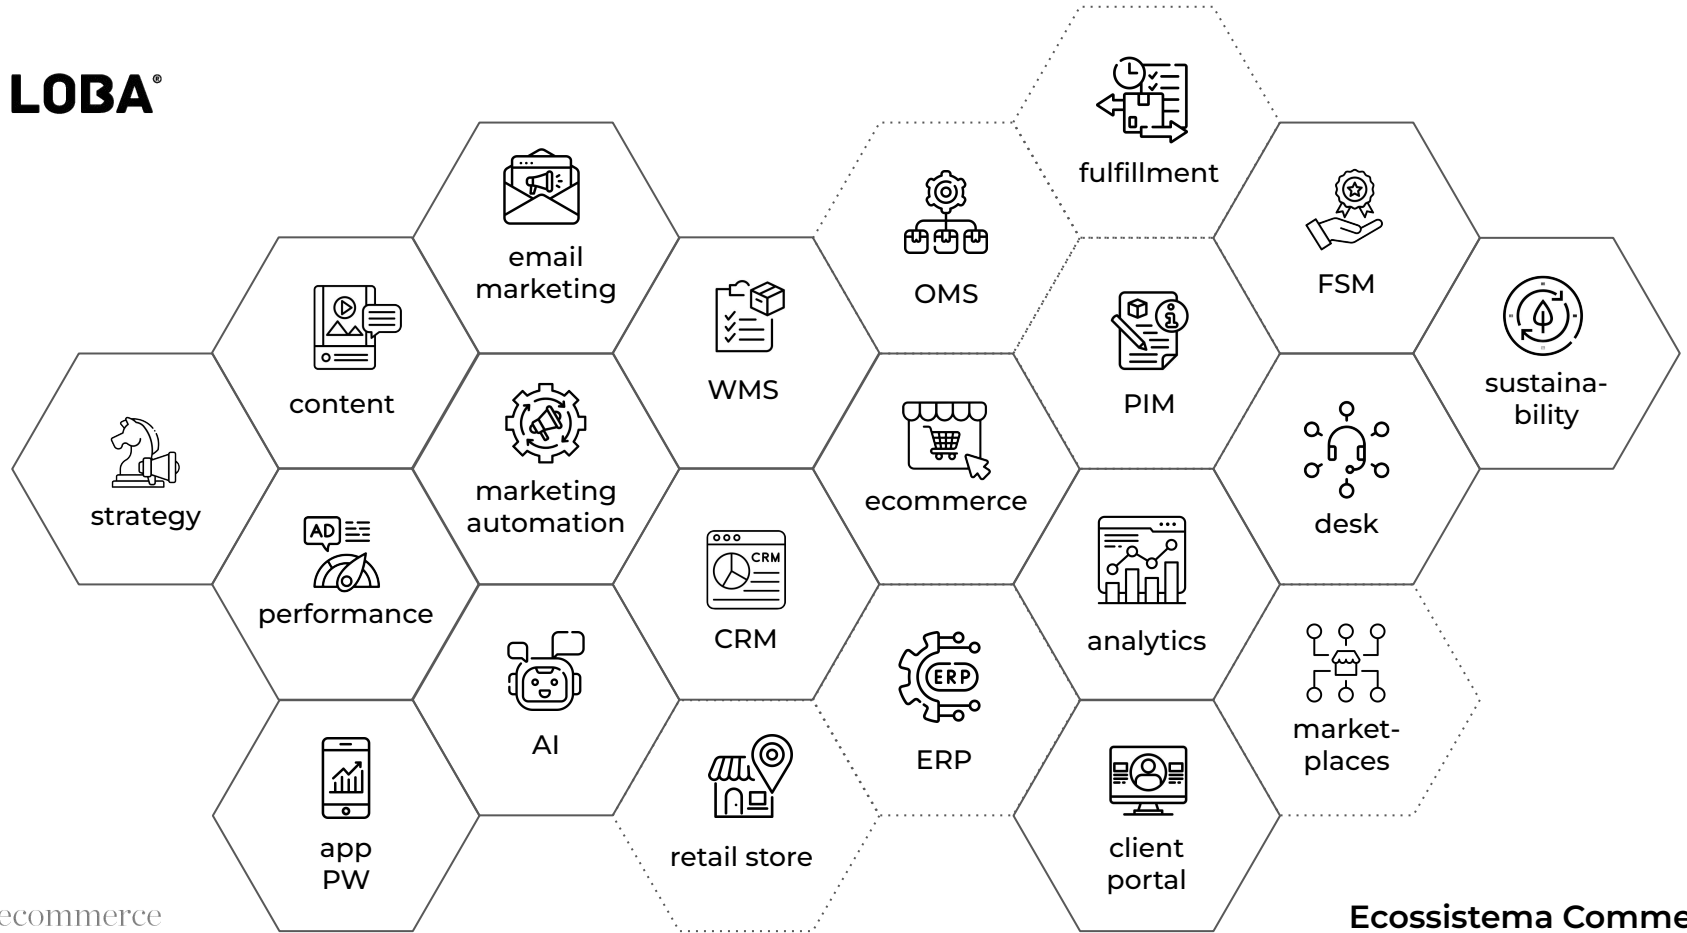 LOBA®
fulfillment
email
marketing
OMS
FSM
content
WMS
PIM
sustaina-
bility
strategy
marketing
automation
ecommerce
desk
AD
performance
CRM
CRM
analytics
AI
ERP
ERP
market-
places
app
PW
retail store
client
portal
ecommerce
Ecossistema Comme